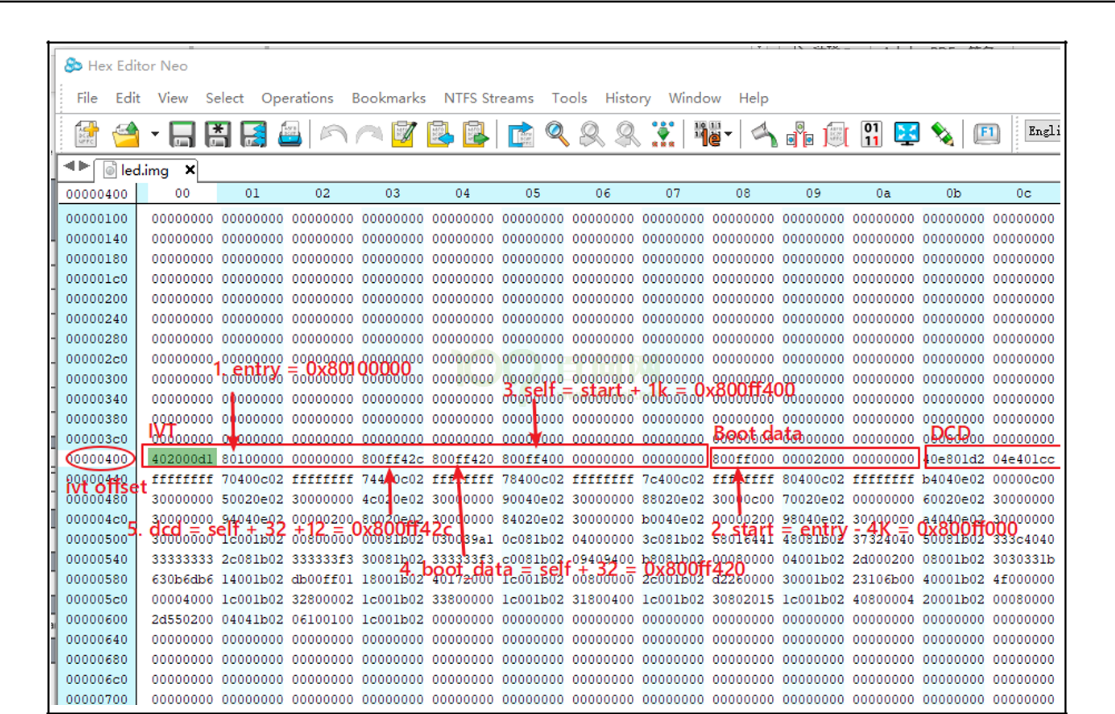 Hex Editor Neo
File Edit View Select Operations Bookmarks NTFS Streams Tools History Window Help
Engli
led.img
00000400 00 01 02 03 04 05 06 07 08 09 0a 0b 0c
00000100 00000000 00000000 00000000 00000000 00000000 00000000 00000000 00000000 00000000 00000000 00000000 00000000 00000000
00000140 00000000 00000000 00000000 00000000 00000000 00000000 00000000 00000000 00000000 00000000 00000000 00000000 00000000
00000180 00000000 00000000 00000000 00000000 00000000 00000000 00000000 00000000 00000000 00000000 00000000 00000000 00000000
000001c0 00000000 00000000 00000000 00000000 00000000 00000000 00000000 00000000 00000000 00000000 00000000 00000000 00000000
00000200 00000000 00000000 00000000 00000000 00000000 00000000 00000000 00000000 00000000 00000000 00000000 00000000 00000000
00000240 00000000 00000000 00000000 00000000 00000000 00000000 00000000 00000000 00000000 00000000 00000000 00000000 00000000
00000280 00000000 00000000 00000000 00000000 00000000 00000000 00000000 00000000 00000000 00000000 00000000 00000000 00000000
000002c0 00000000 00000000 00000000 00000000 00000000 00000000 00000000 00000000 00000000 00000000 00000000 00000000 00000000
1. entry = 0x80100000
00000300 00000000 00000000 00000000 00000000 00000000 00000000 00000000 00000000 00000000 00000000 00000000 00000000 00000000
3. self = start + 1k = 0x800ff400
00000340 00000000 00000000 00000000 00000000 00000000 00000000 00000000 00000000 00000000 00000000 00000000 00000000 00000000
00000380 00000000 00000000 00000000 00000000 00000000 00000000 00000000 00000000 00000000 00000000 00000000 00000000 00000000
IVT Boot data DCD
000003c0 00000000 00000000 00000000 00000000 00000000 00000000 00000000 00000000 00000000 00000000 00000000 00000000 00000000
00000400 402000d1 80100000 00000000 800ff42c 800ff420 800ff400 00000000 00000000 800ff000 00002000 00000000 40e801d2 04e401cc
00000440 ffffffff 70400c02 ffffffff 74400c02 ffffffff 78400c02 ffffffff 7c400c02 ffffffff 80400c02 ffffffff b4040e02 00000c00
ivt offset
00000480 30000000 50020e02 30000000 4c020e02 30000000 90040e02 30000000 88020e02 30000c00 70020e02 00000000 60020e02 30000000
000004c0 30000000 94040e02 00000200 80020e02 30000000 84020e02 30000000 b0040e02 00000200 98040e02 30000000 a4040e02 30000000
5. dcd = self + 32 +12 = 0x800ff42c 2. start = entry - 4K = 0x800ff000
00000500 1c001b02 00800000 00081b02 030039a1 0c081b02 04000000 3c081b02 58016441 48081b02 37324040 50081b02 333c4040
00000540 33333333 2c081b02 333333f3 30081b02 333333f3 c0081b02 09409400 b8081b02 00080000 04001b02 2d000200 08001b02 3030331b
4. boot_data = self + 32 = 0x800ff420
00000580 630b6db6 14001b02 db00ff01 18001b02 40172000 1c001b02 00800000 2c001b02 d2260000 30001b02 23106b00 40001b02 4f000000
000005c0 00004000 1c001b02 32800002 1c001b02 33800000 1c001b02 31800400 1c001b02 30802015 1c001b02 40800004 20001b02 00080000
00000600 2d550200 04041b02 06100100 1c001b02 00000000 00000000 00000000 00000000 00000000 00000000 00000000 00000000 00000000
00000640 00000000 00000000 00000000 00000000 00000000 00000000 00000000 00000000 00000000 00000000 00000000 00000000 00000000
00000680 00000000 00000000 00000000 00000000 00000000 00000000 00000000 00000000 00000000 00000000 00000000 00000000 00000000
000006c0 00000000 00000000 00000000 00000000 00000000 00000000 00000000 00000000 00000000 00000000 00000000 00000000 00000000
00000700 00000000 00000000 00000000 00000000 00000000 00000000 00000000 00000000 00000000 00000000 00000000 00000000 00000000